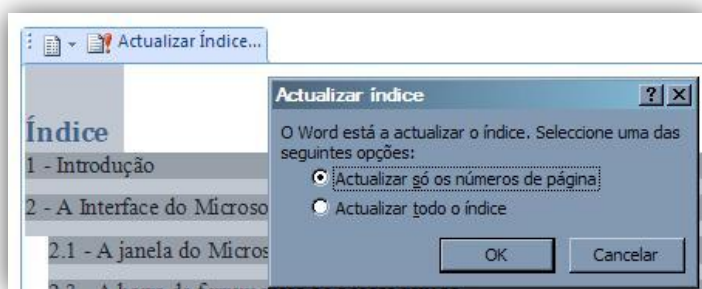 Actualizar Índice...
Actualizar índice
Índice
O Word está a actualizar o índice. Seleccione uma das
seguintes opções:
1 - Introdução
Actualizar só os números de página
2 - A Interface do Microso
Actualizar todo o índice
2.1 - A janela do Micros
OK Cancelar